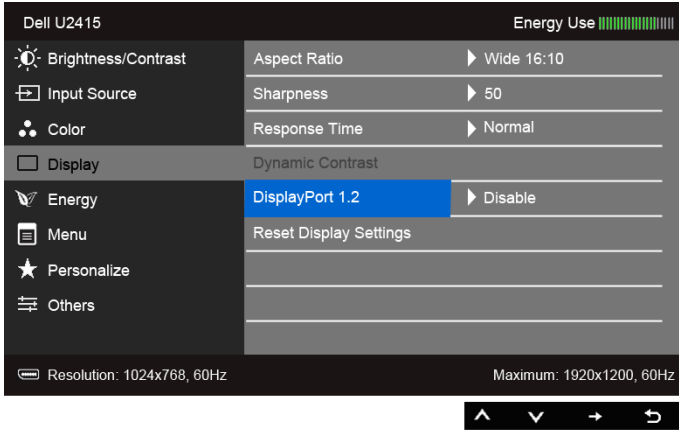 Dell U2415 Energy Use
Brightness/Contrast Aspect Ratio Wide 16:10
Input Source Sharpness 50
Color Response Time Normal
Display Dynamic Contrast
Energy DisplayPort 1.2 Disable
Menu Reset Display Settings
Personalize
Others
Resolution: 1024x768, 60Hz Maximum: 1920x1200, 60Hz